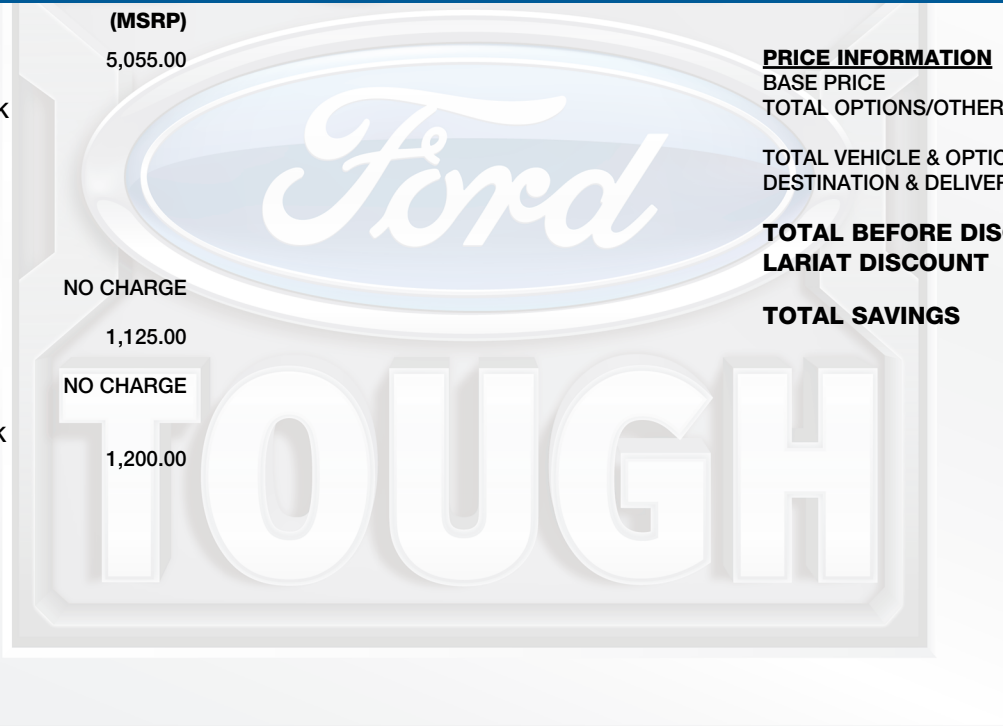 (MSRP)
5,055.00
K
NO CHARGE
1,125.00
NO CHARGE
K
1,200.00
PRICE INFORMATION
BASE PRICE
TOTAL OPTIONS/OTHER
TOTAL VEHICLE & OPTIO
DESTINATION & DELIVER
TOTAL BEFORE DIS
LARIAT DISCOUNT
TOTAL SAVINGS
Ford
TOUGH